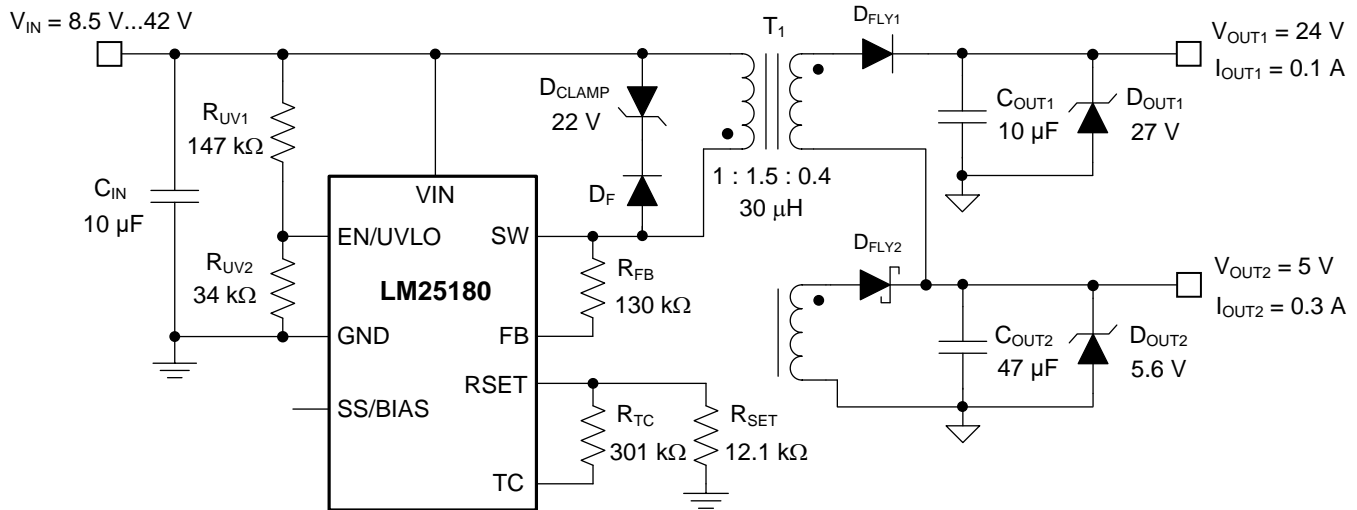 V_IN = 8.5 V...42 V
T₁
D_FLY1
V_OUT1 = 24 V
I_OUT1 = 0.1 A
D_CLAMP
22 V
C_OUT1
10 µF
D_OUT1
27 V
R_UV1
147 kΩ
1 : 1.5 : 0.4
30 µH
C_IN
10 µF
VIN
D_F
EN/UVLO
SW
D_FLY2
R_UV2
34 kΩ
LM25180
R_FB
130 kΩ
V_OUT2 = 5 V
I_OUT2 = 0.3 A
GND
FB
C_OUT2
47 µF
D_OUT2
5.6 V
RSET
SS/BIAS
R_TC
301 kΩ
R_SET
12.1 kΩ
TC